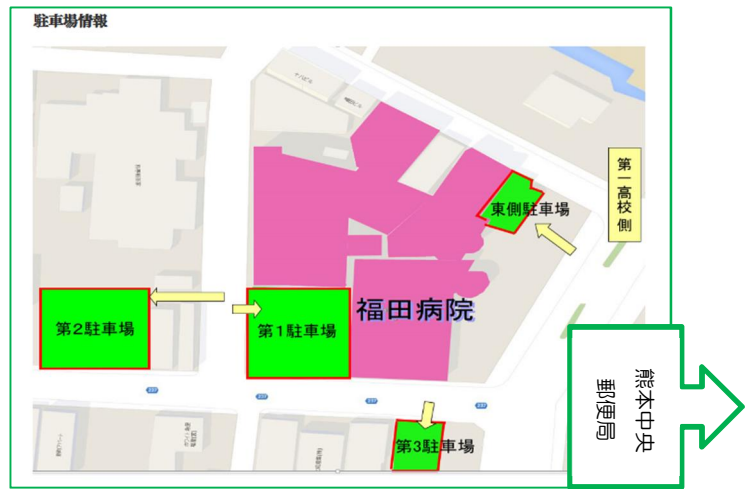 駐車場情報
第一高校側
東側駐車場
福田病院
第2駐車場
第1駐車場
第3駐車場
熊本中央
郵便局